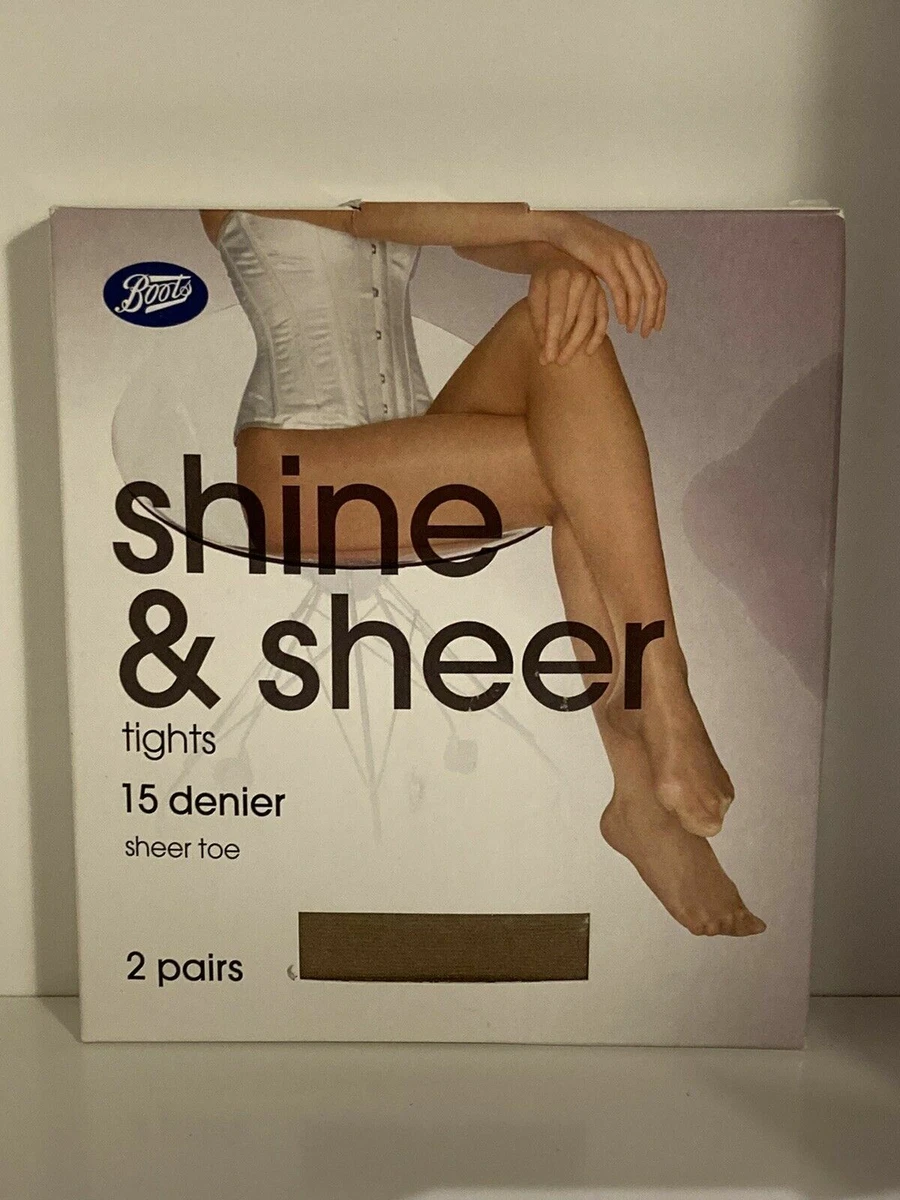 Boots
shine
& sheer
tights
15 denier
sheer toe
2 pairs